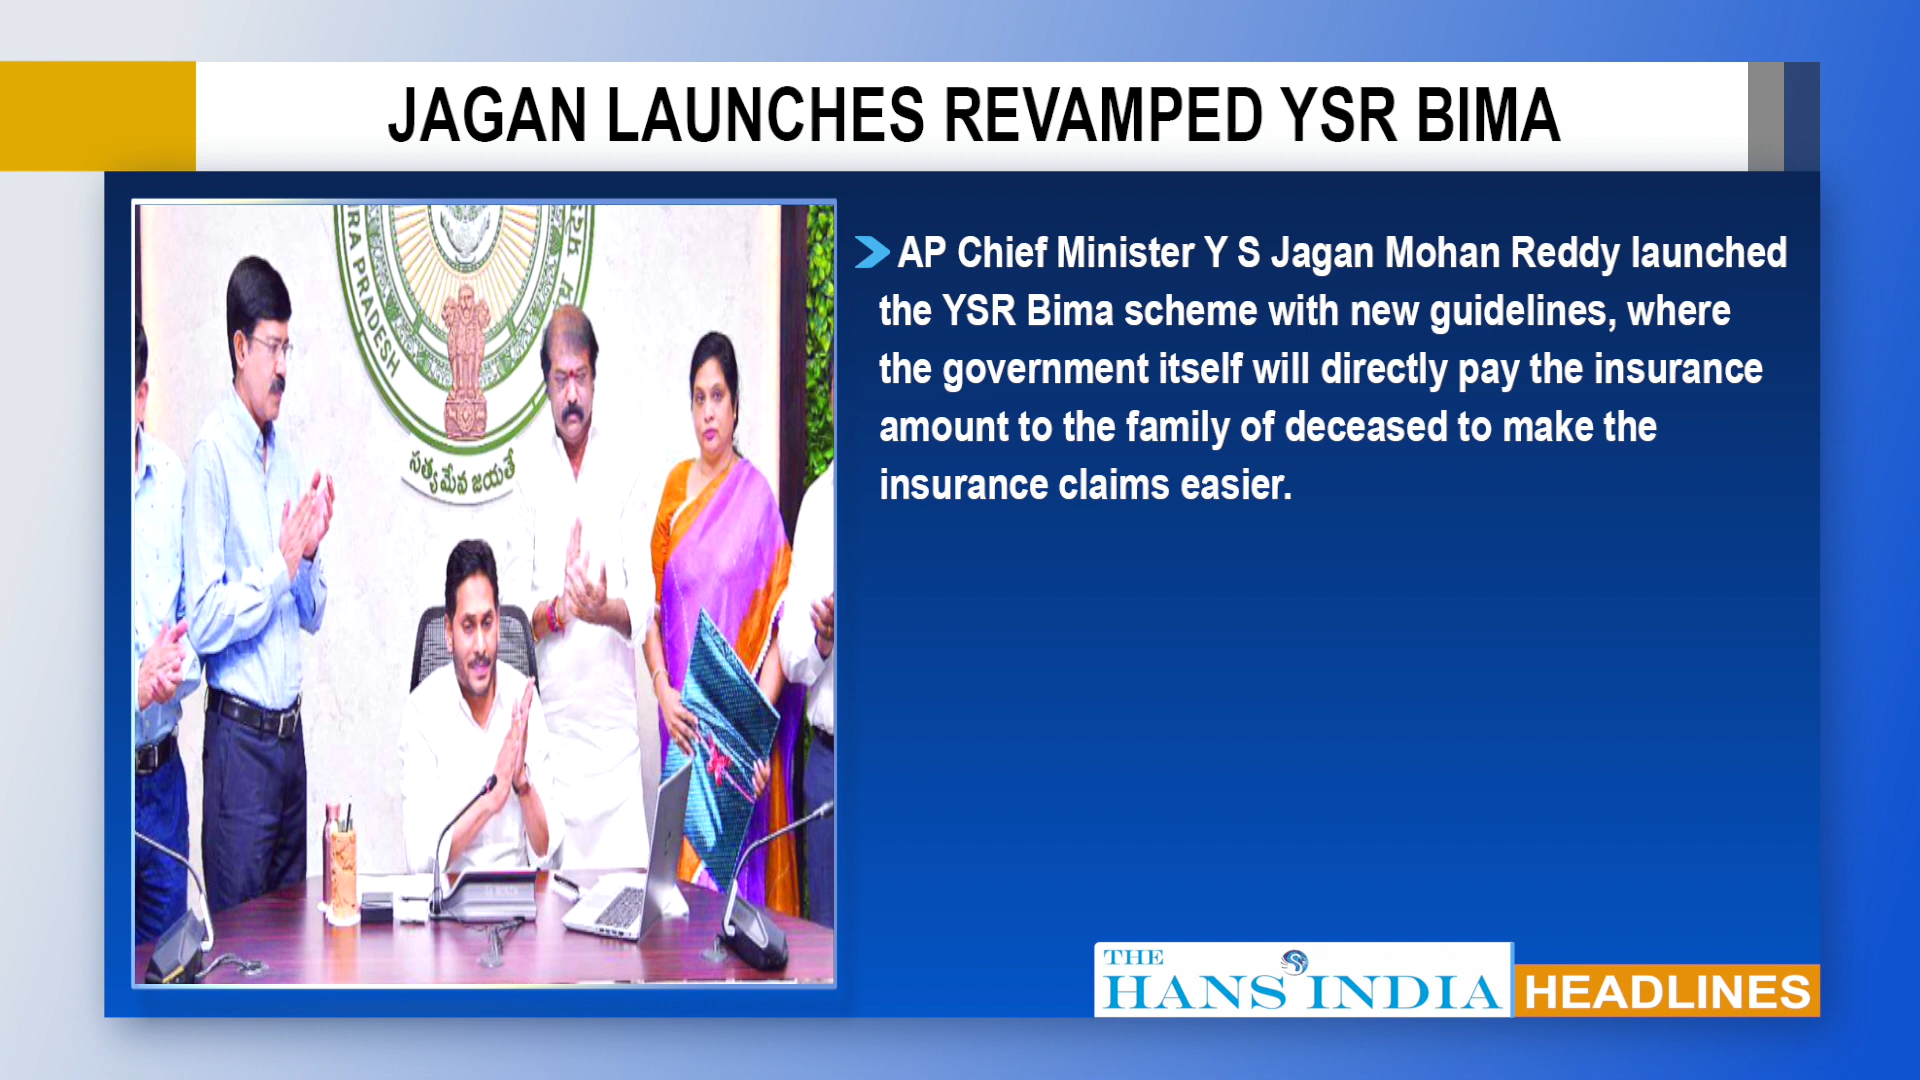 JAGAN LAUNCHES REVAMPED YSR BIMA
RA PRADESH
సత్యమేవ జయతే
AP Chief Minister Y S Jagan Mohan Reddy launched
the YSR Bima scheme with new guidelines, where
the government itself will directly pay the insurance
amount to the family of deceased to make the
insurance claims easier.
THE
HANS INDIA
HEADLINES